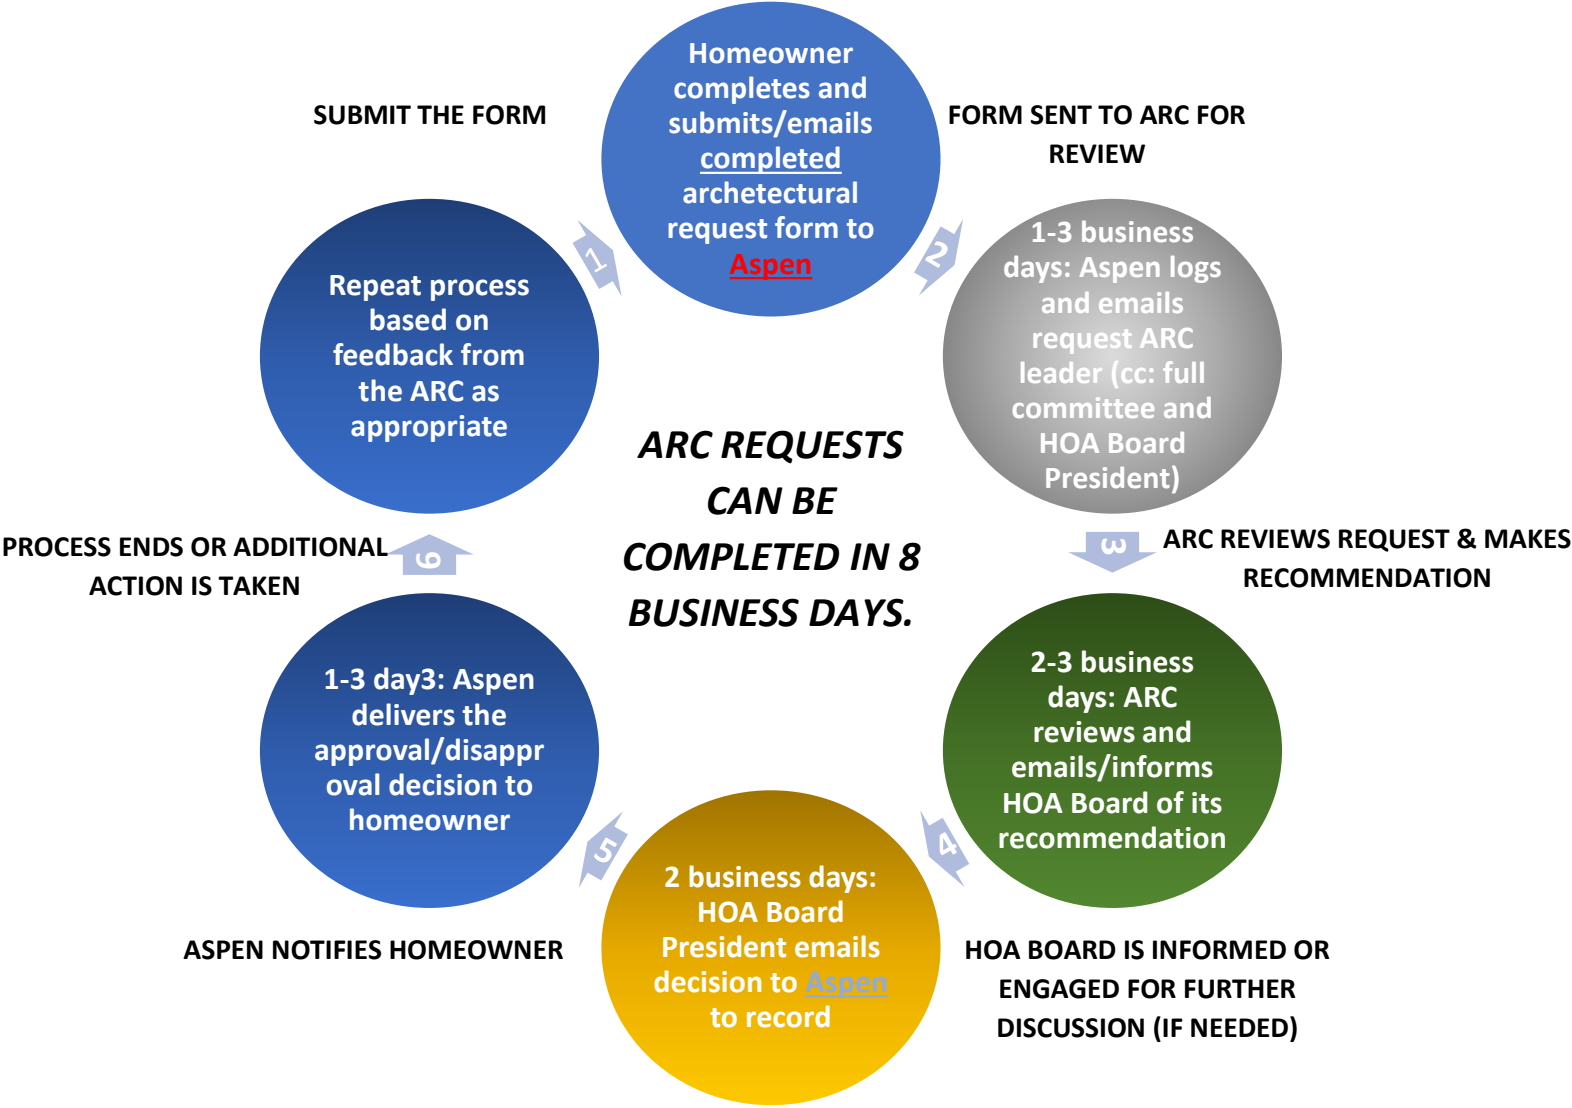 SUBMIT THE FORM
1
Homeowner
completes and
submits/emails
completed
archetectural
request form to
Aspen
FORM SENT TO ARC FOR
REVIEW
2
1-3 business
days: Aspen logs
and emails
request ARC
leader (cc: full
committee and
HOA Board
President)
3
ARC REVIEWS REQUEST & MAKES
RECOMMENDATION
2-3 business
days: ARC
reviews and
emails/informs
HOA Board of its
recommendation
4
HOA BOARD IS INFORMED OR
ENGAGED FOR FURTHER
DISCUSSION (IF NEEDED)
2 business days:
HOA Board
President emails
decision to Aspen
to record
5
ASPEN NOTIFIES HOMEOWNER
1-3 day3: Aspen
delivers the
approval/disappr
oval decision to
homeowner
6
PROCESS ENDS OR ADDITIONAL
ACTION IS TAKEN
Repeat process
based on
feedback from
the ARC as
appropriate
ARC REQUESTS
CAN BE
COMPLETED IN 8
BUSINESS DAYS.